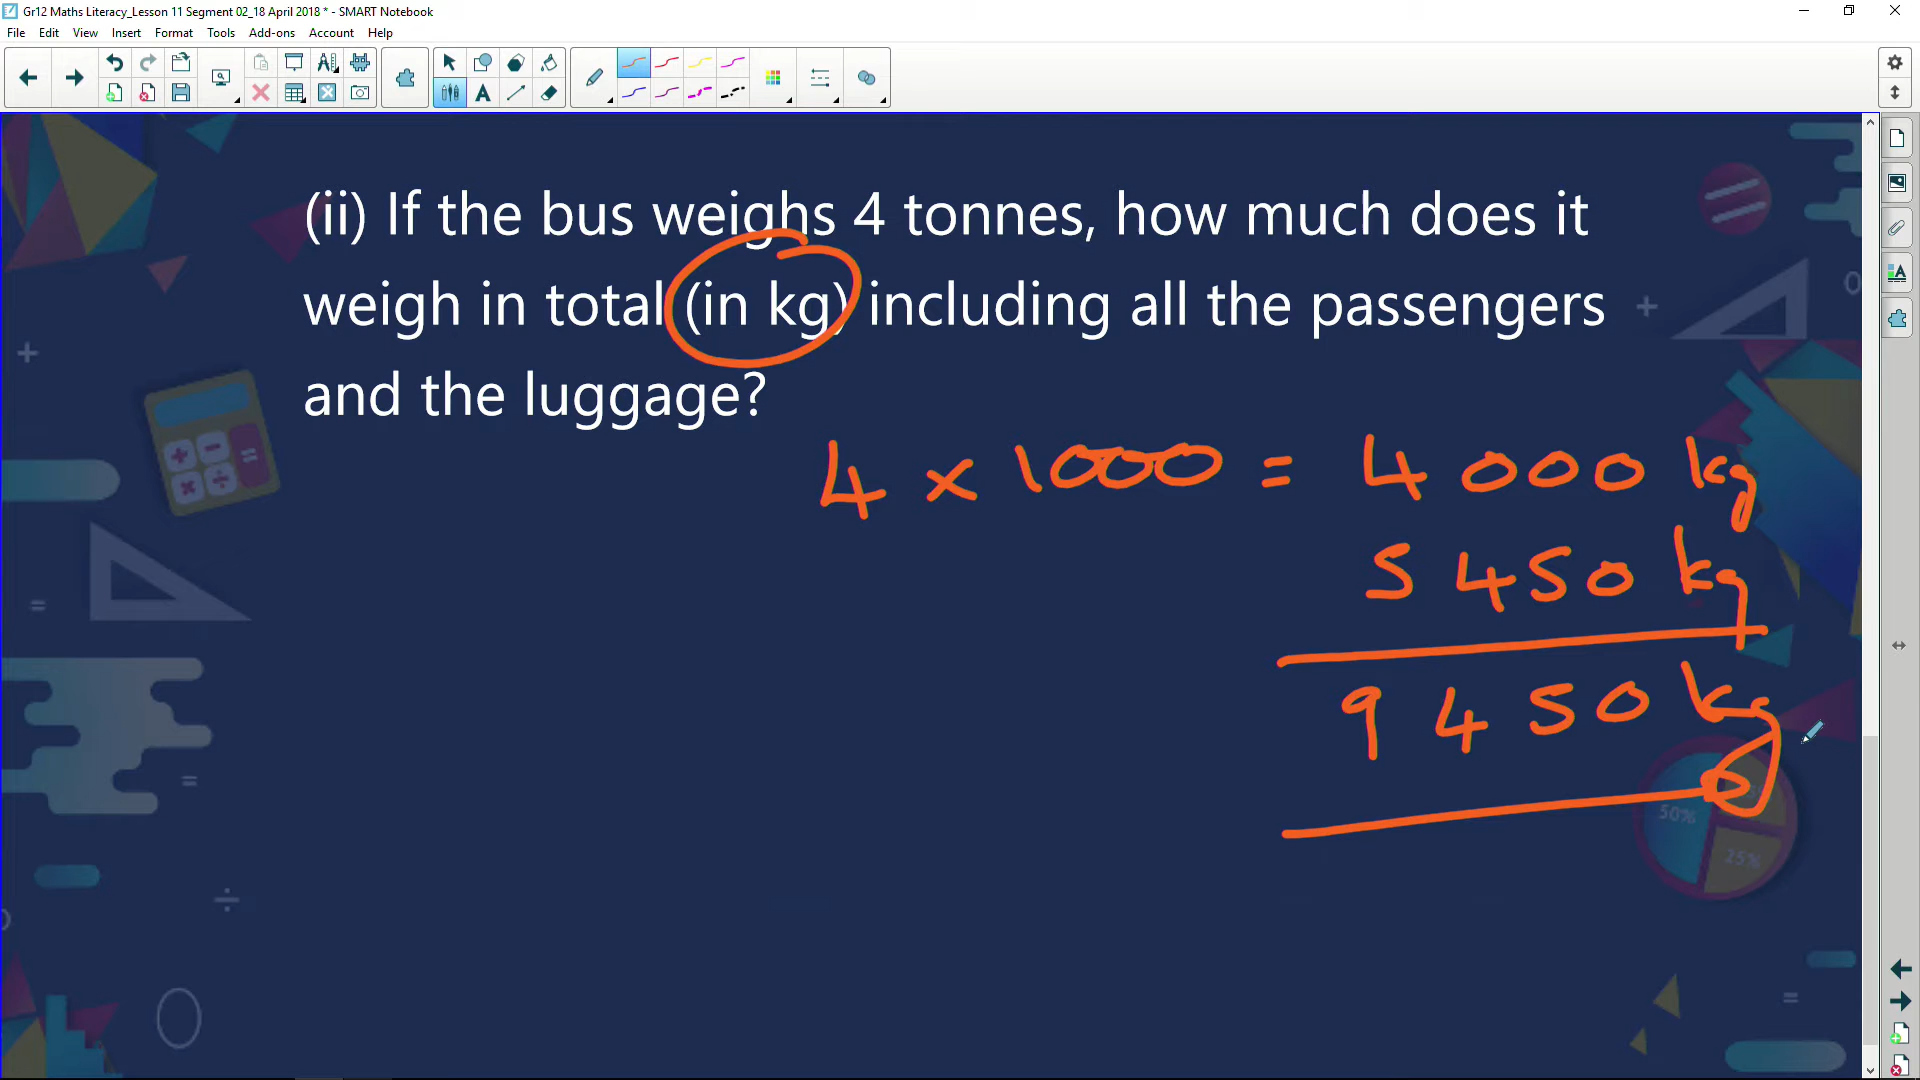 Gr12 Maths Literacy_Lesson 11 Segment 02_18 April 2018 * - SMART Notebook
File Edit View Insert Format Tools Add-ons Account Help
(ii) If the bus weighs 4 tonnes, how much does it
weigh in total (in kg) including all the passengers
and the luggage?
4 × 1000 = 4 000 kg
5 450 kg
9 450 kg
50%
25%